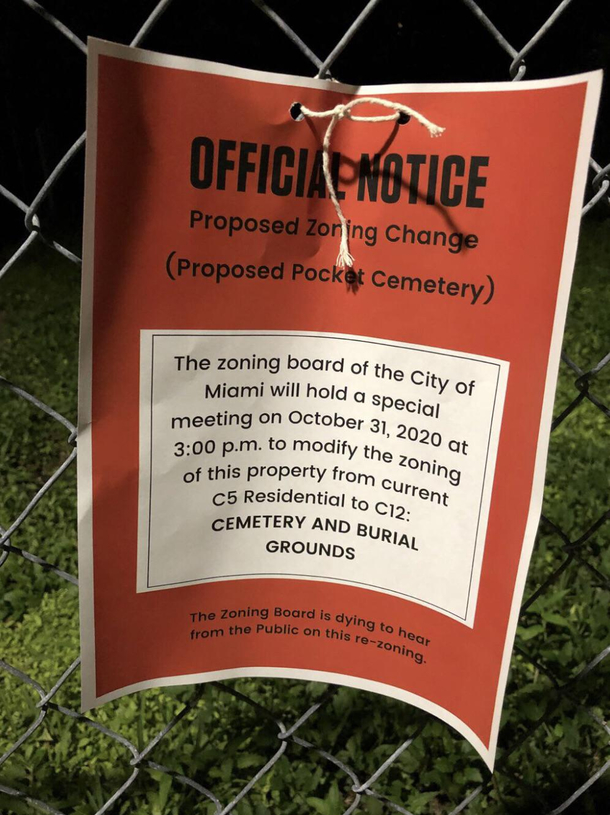 OFFICIAL NOTICE
Proposed Zoning Change
(Proposed Pocket Cemetery)
The zoning board of the City of
Miami will hold a special
meeting on October 31, 2020 at
3:00 p.m. to modify the zoning
of this property from current
C5 Residential to C12:
CEMETERY AND BURIAL
GROUNDS
The Zoning Board is dying to hear
from the Public on this re-zoning.